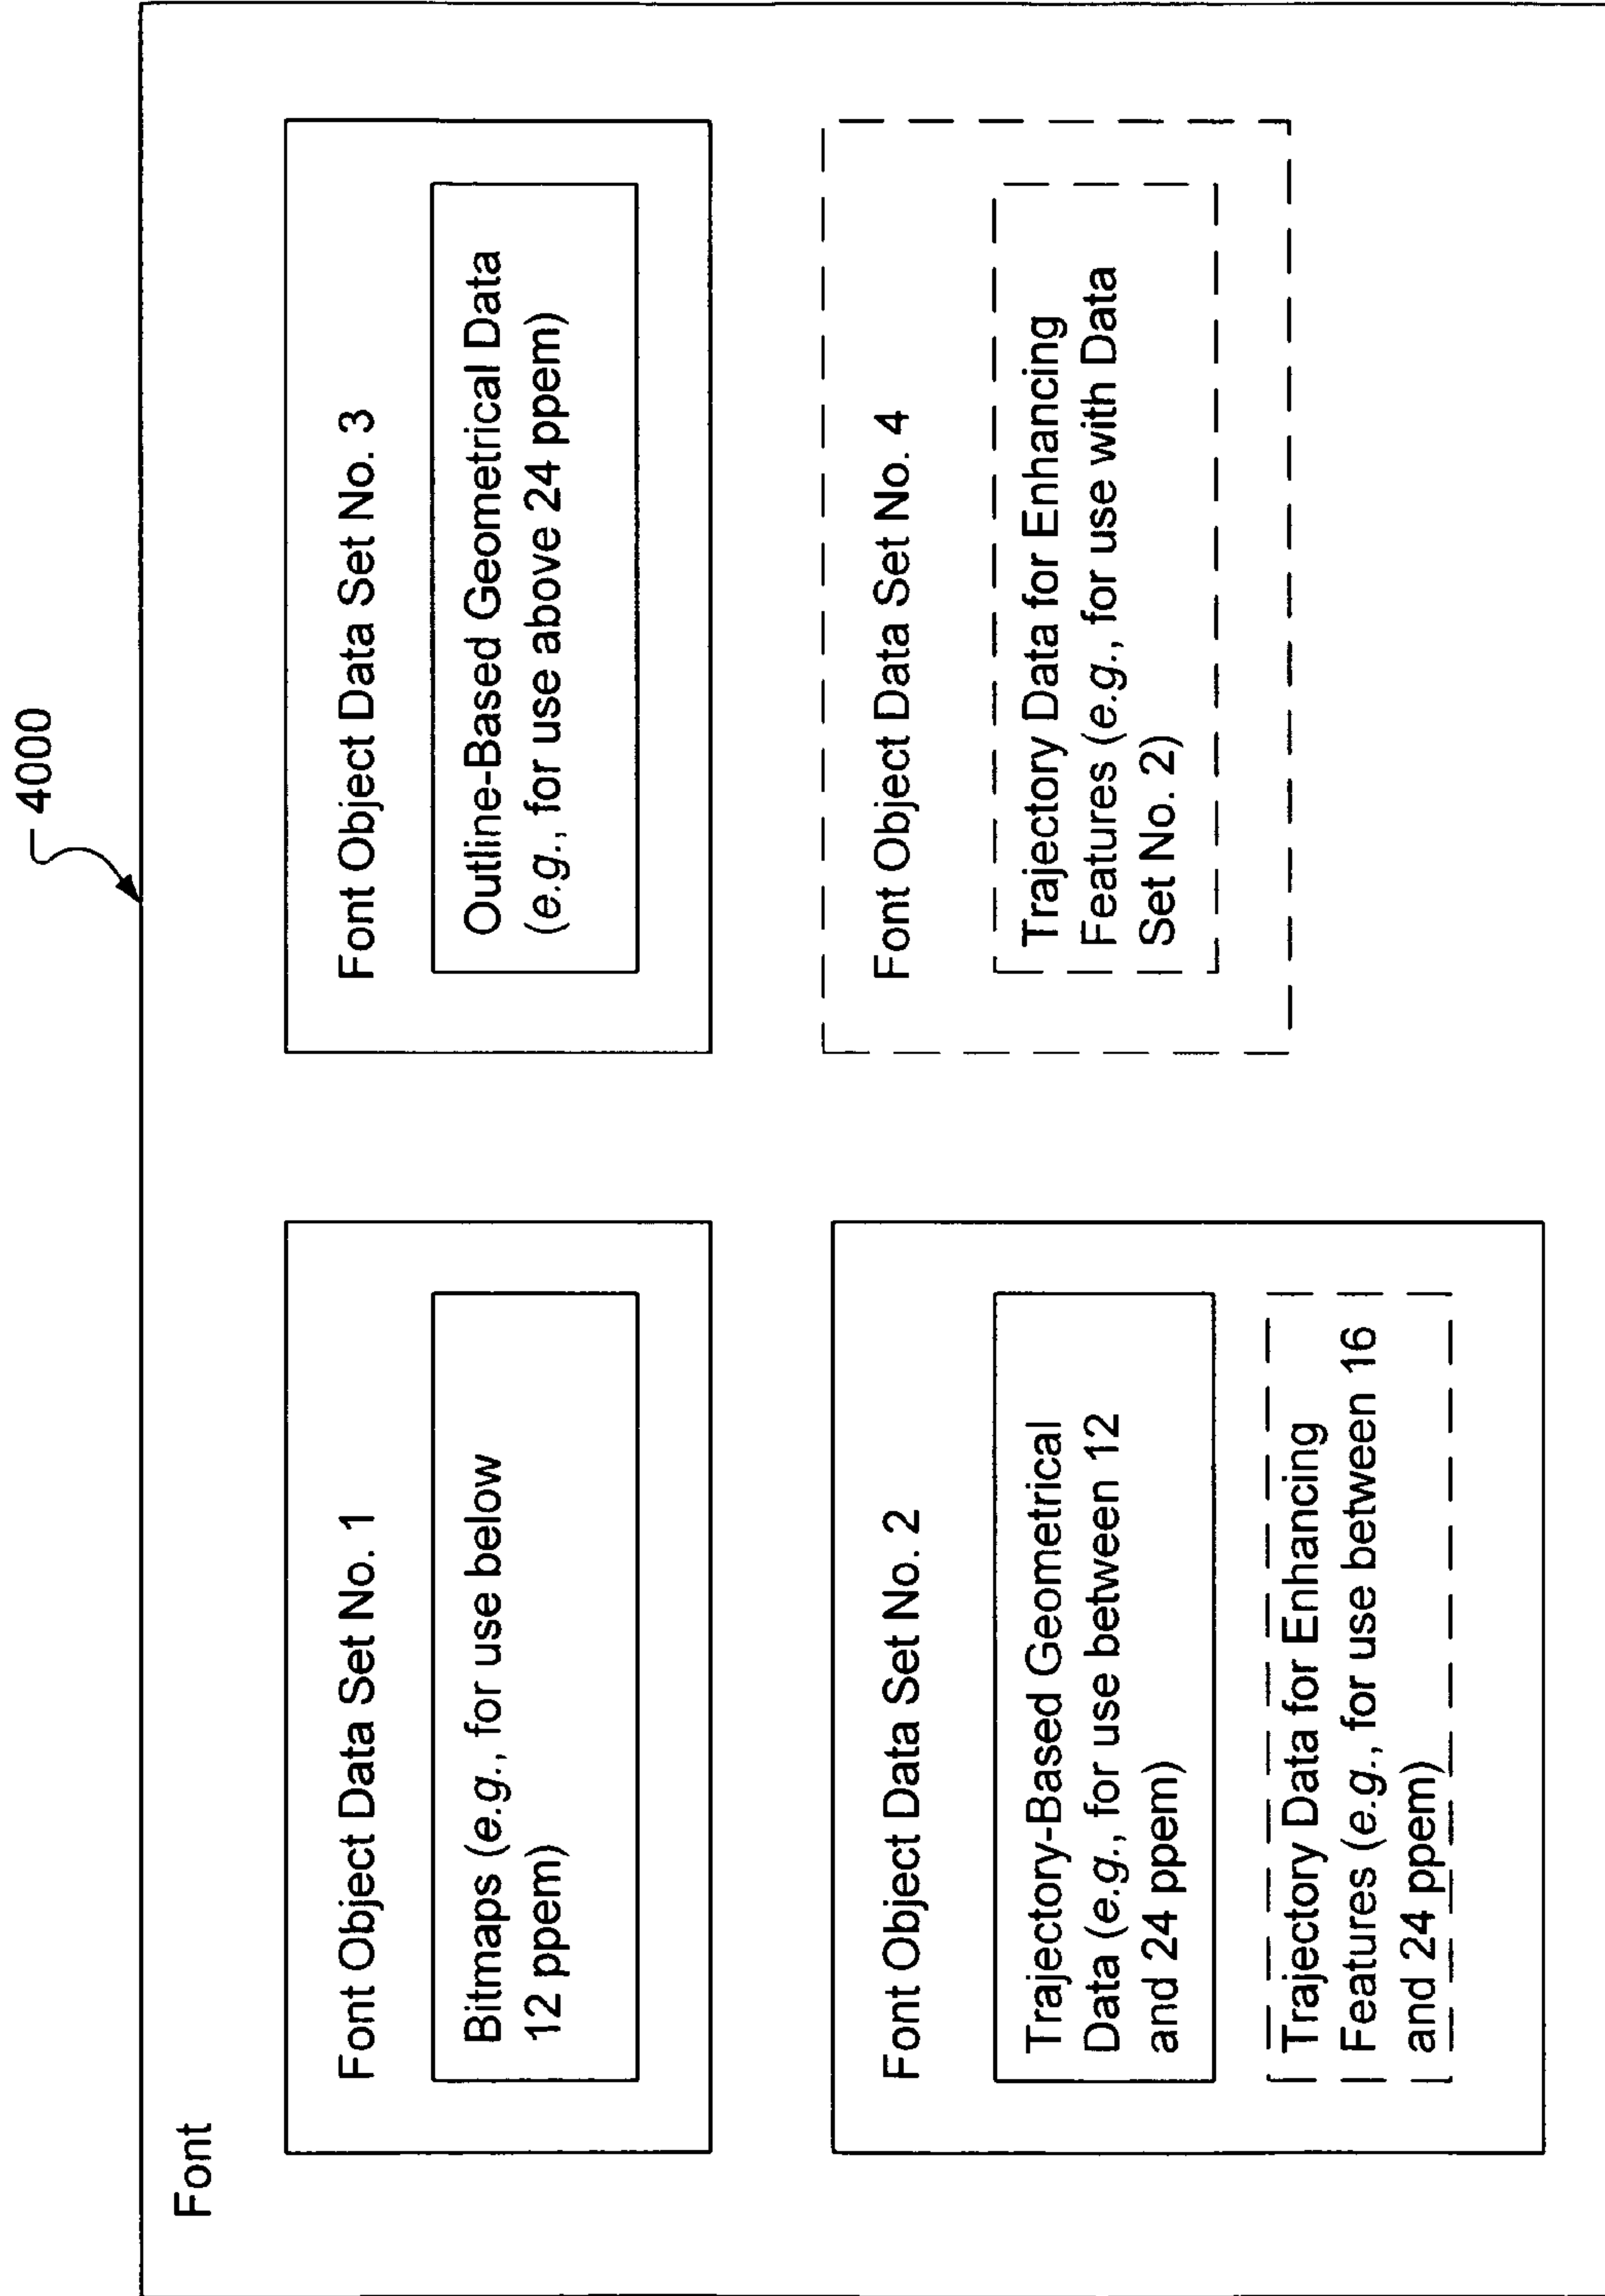 4000
Font
Font Object Data Set No. 1
Bitmaps (e.g., for use below
12 ppem)
Font Object Data Set No. 2
Trajectory-Based Geometrical
Data (e.g., for use between 12
and 24 ppem)
Trajectory Data for Enhancing
Features (e.g., for use between 16
and 24 ppem)
Font Object Data Set No. 3
Outline-Based Geometrical Data
(e.g., for use above 24 ppem)
Font Object Data Set No. 4
Trajectory Data for Enhancing
Features (e.g., for use with Data
Set No. 2)